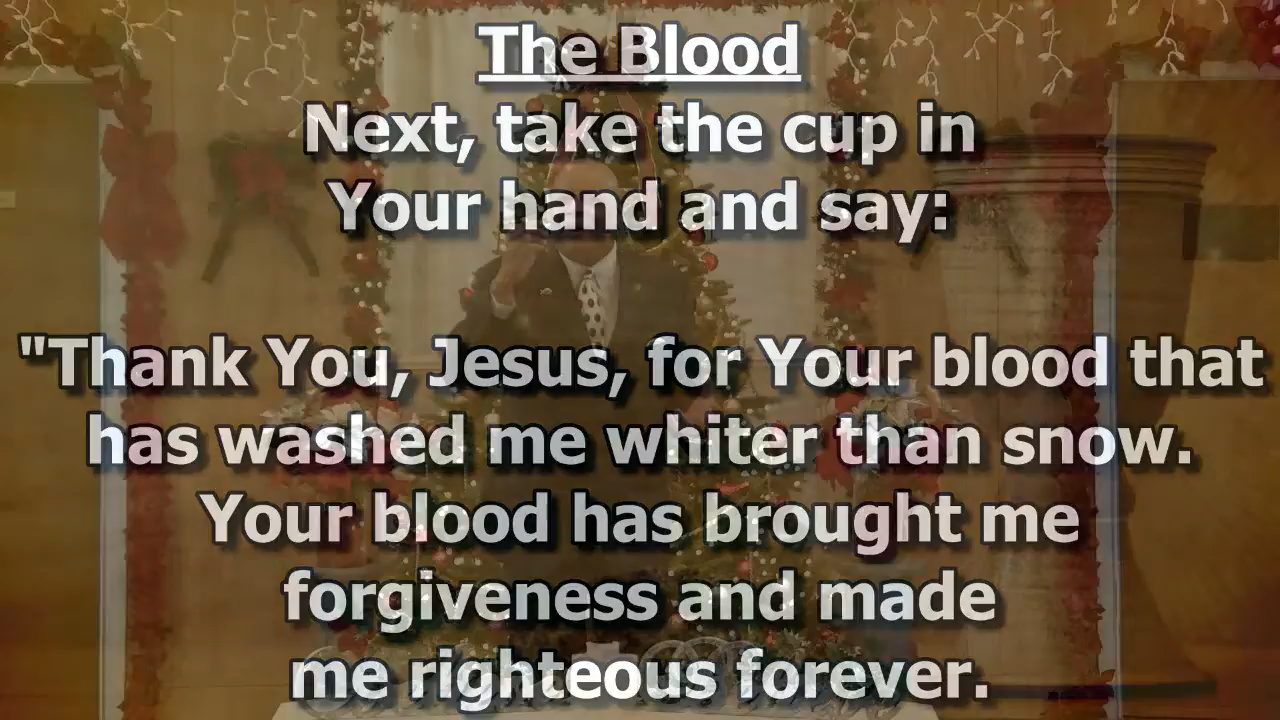 The Blood
Next, take the cup in
Your hand and say:
"Thank You, Jesus, for Your blood that
has washed me whiter than snow.
Your blood has brought me
forgiveness and made
me righteous forever.